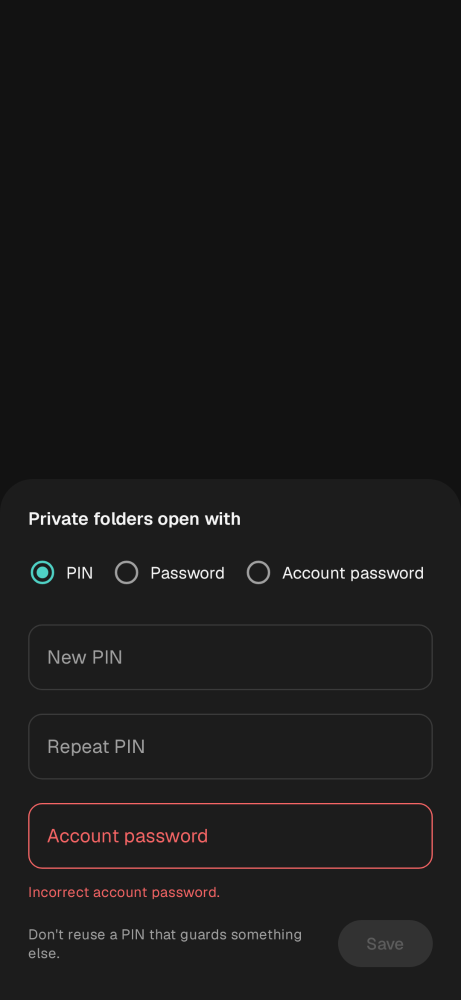 Private folders open with
PIN
Password
Account password
New PIN
Repeat PIN
Account password
Incorrect account password.
Don't reuse a PIN that guards something
else.
Save